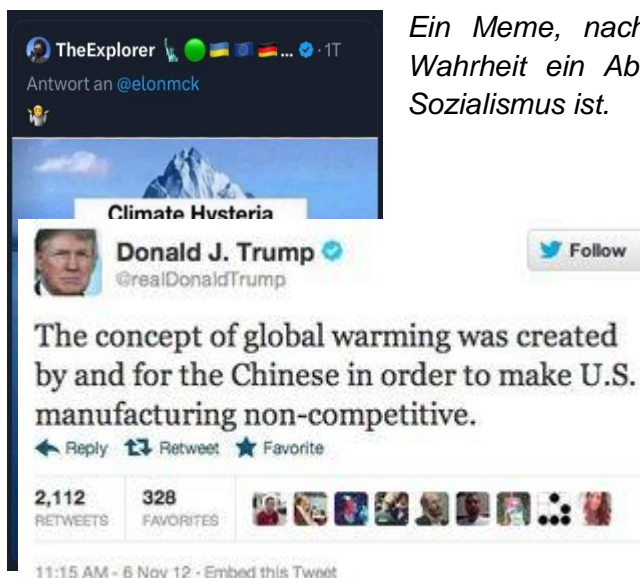 TheExplorer ... · 1T
Antwort an @elonmck
Climate Hysteria
Ein Meme, nach
Wahrheit ein Ab
Sozialismus ist.
Donald J. Trump
@realDonaldTrump
Follow
The concept of global warming was created
by and for the Chinese in order to make U.S.
manufacturing non-competitive.
Reply Retweet Favorite
2,112 328
RETWEETS FAVORITES
11:15 AM - 6 Nov 12 · Embed this Tweet